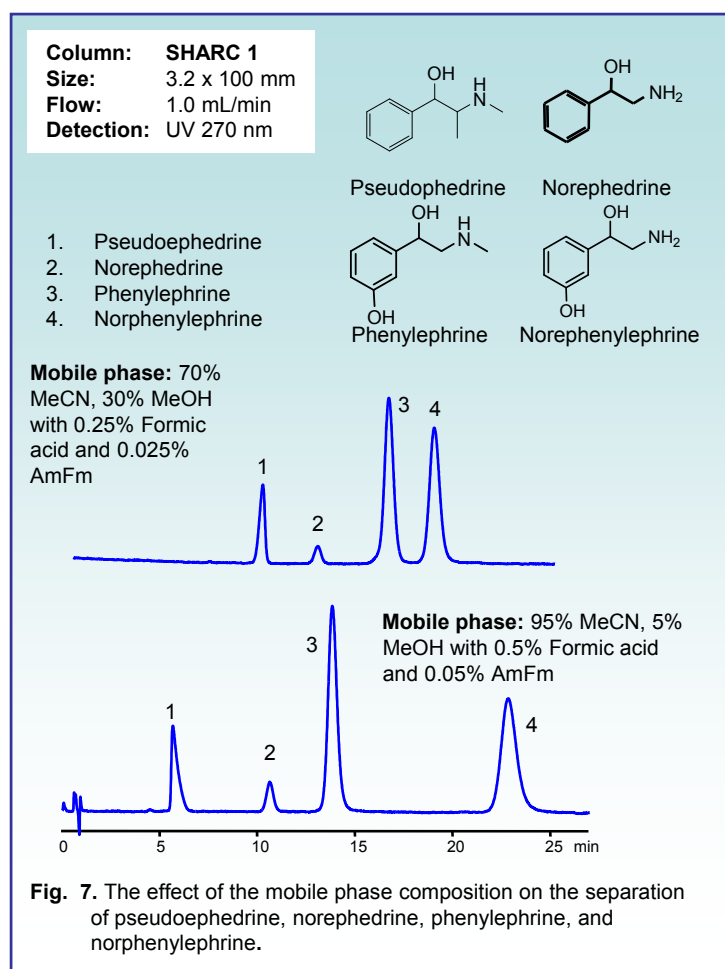 Column: SHARC 1
Size: 3.2 x 100 mm
Flow: 1.0 mL/min
Detection: UV 270 nm
OH
H
N
Pseudophedrine
OH
NH2
Norephedrine
1. Pseudoephedrine
2. Norephedrine
3. Phenylephrine
4. Norphenylephrine
OH
H
N
OH
Phenylephrine
OH
NH2
OH
Norephenylephrine
Mobile phase: 70%
MeCN, 30% MeOH
with 0.25% Formic
acid and 0.025%
AmFm
1
2
3
4
Mobile phase: 95% MeCN, 5%
MeOH with 0.5% Formic acid
and 0.05% AmFm
1
2
3
4
0 5 10 15 20 25 min
Fig. 7. The effect of the mobile phase composition on the separation
of pseudoephedrine, norephedrine, phenylephrine, and
norphenylephrine.